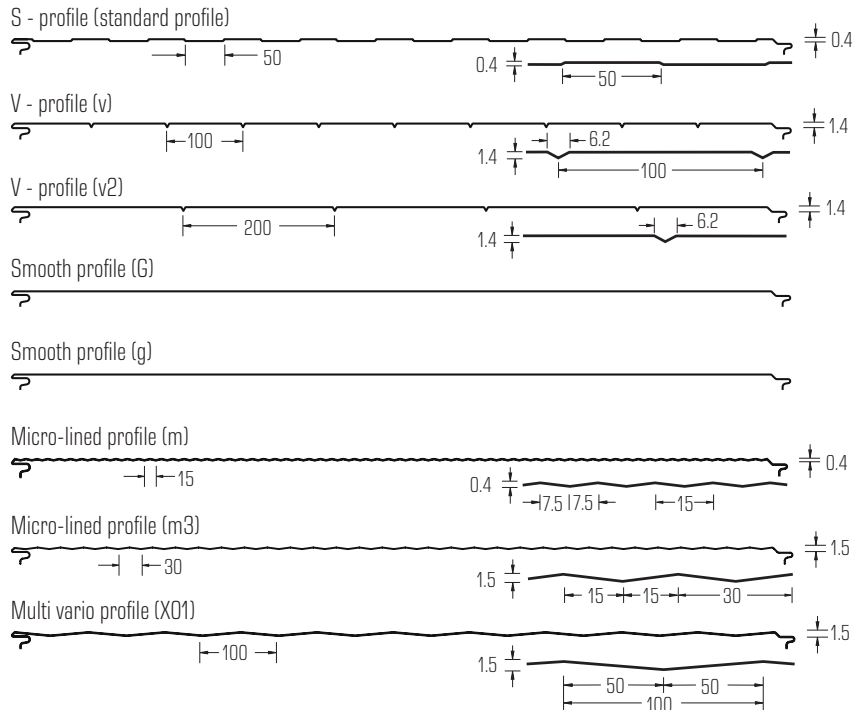 S - profile (standard profile)
0.4
50
0.4
50
V - profile (v)
1.4
100
6.2
1.4
100
V - profile (v2)
1.4
200
6.2
1.4
Smooth profile (G)
Smooth profile (g)
Micro-lined profile (m)
0.4
15
0.4
7.5 7.5 15
Micro-lined profile (m3)
1.5
30
1.5
15 15 30
Multi vario profile (X01)
1.5
100
1.5
50 50
100